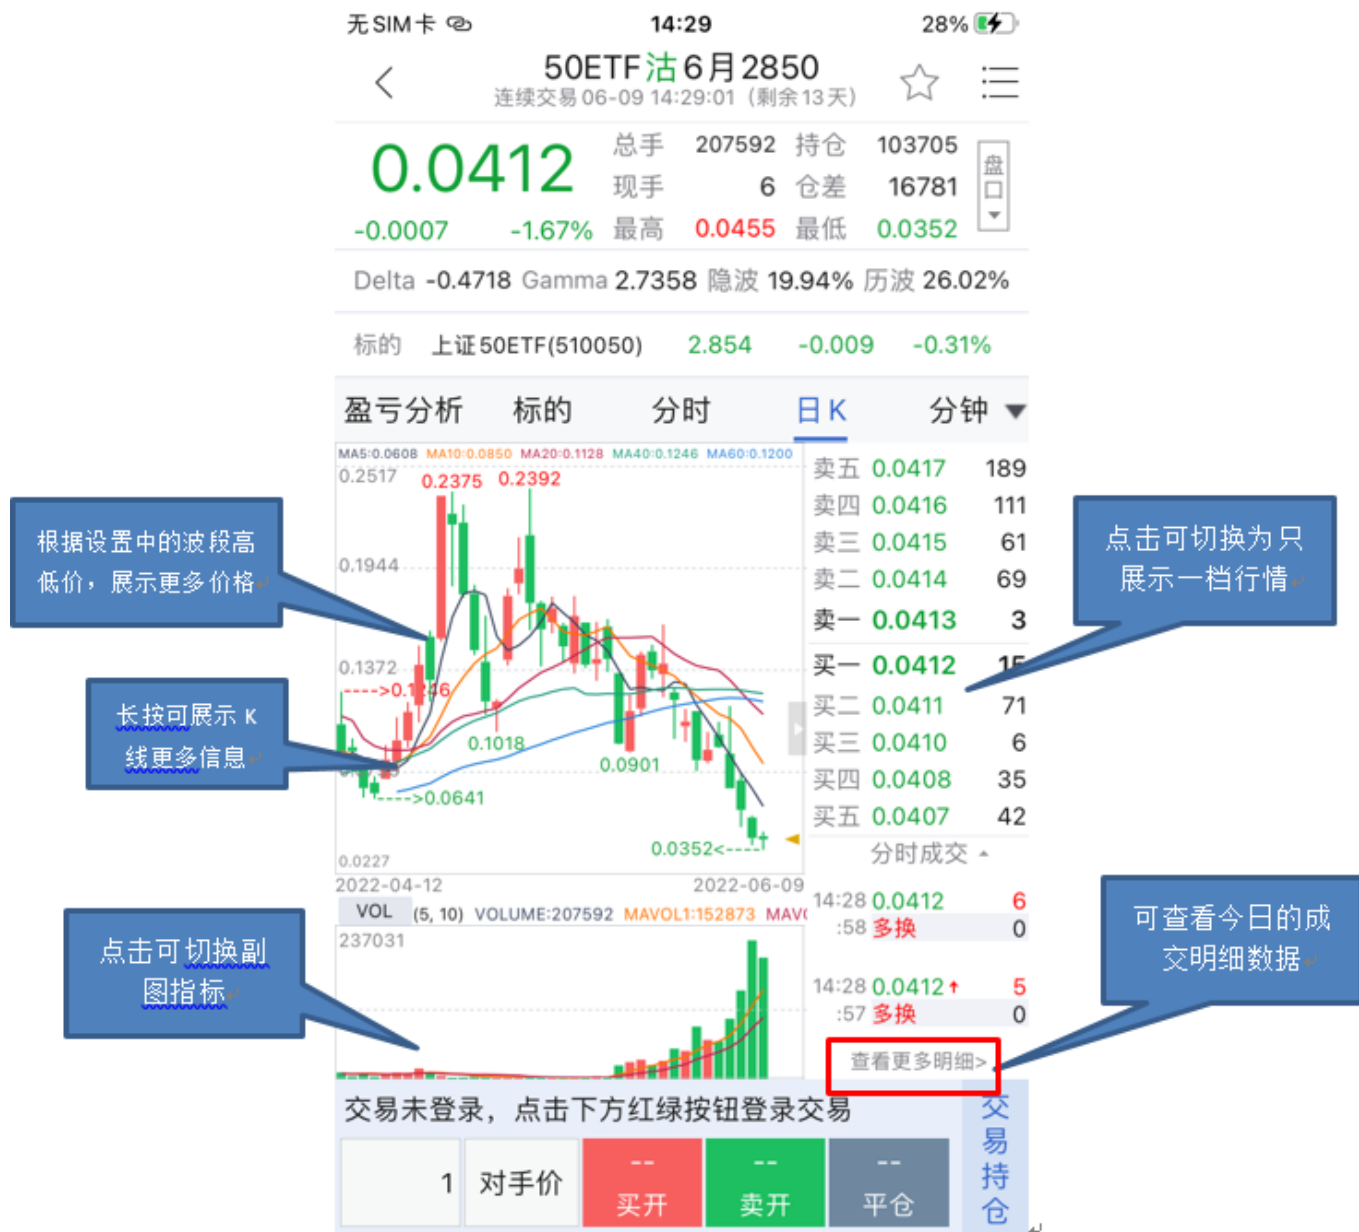 无SIM卡 14:29 28%
50ETF沽6月2850
连续交易 06-09 14:29:01 (剩余13天)
0.0412
-0.0007 -1.67%
总手 207592 持仓 103705
现手 6 仓差 16781
最高 0.0455 最低 0.0352
盘口
Delta -0.4718 Gamma 2.7358 隐波 19.94% 历波 26.02%
标的 上证50ETF(510050) 2.854 -0.009 -0.31%
盈亏分析 标的 分时 日K 分钟
MA5:0.0608 MA10:0.0850 MA20:0.1128 MA40:0.1246 MA60:0.1200
0.2517
0.2375 0.2392
0.1944
0.1372
---->0.1246
0.1018
0.0901
---->0.0641
0.0352<----
0.0227
2022-04-12 2022-06-09
卖五 0.0417 189
卖四 0.0416 111
卖三 0.0415 61
卖二 0.0414 69
卖一 0.0413 3
买一 0.0412 15
买二 0.0411 71
买三 0.0410 6
买四 0.0408 35
买五 0.0407 42
分时成交
14:28 0.0412 6
:58 多换 0
14:28 0.0412↑ 5
:57 多换 0
查看更多明细>
VOL (5, 10) VOLUME:207592 MAVOL1:152873
237031
交易未登录，点击下方红绿按钮登录交易
1 对手价
-- 买开
-- 卖开
-- 平仓
交易持仓
根据设置中的波段高
低价，展示更多价格
长按可展示 K
线更多信息
点击可切换副
图指标
点击可切换为只
展示一档行情
可查看今日的成
交明细数据